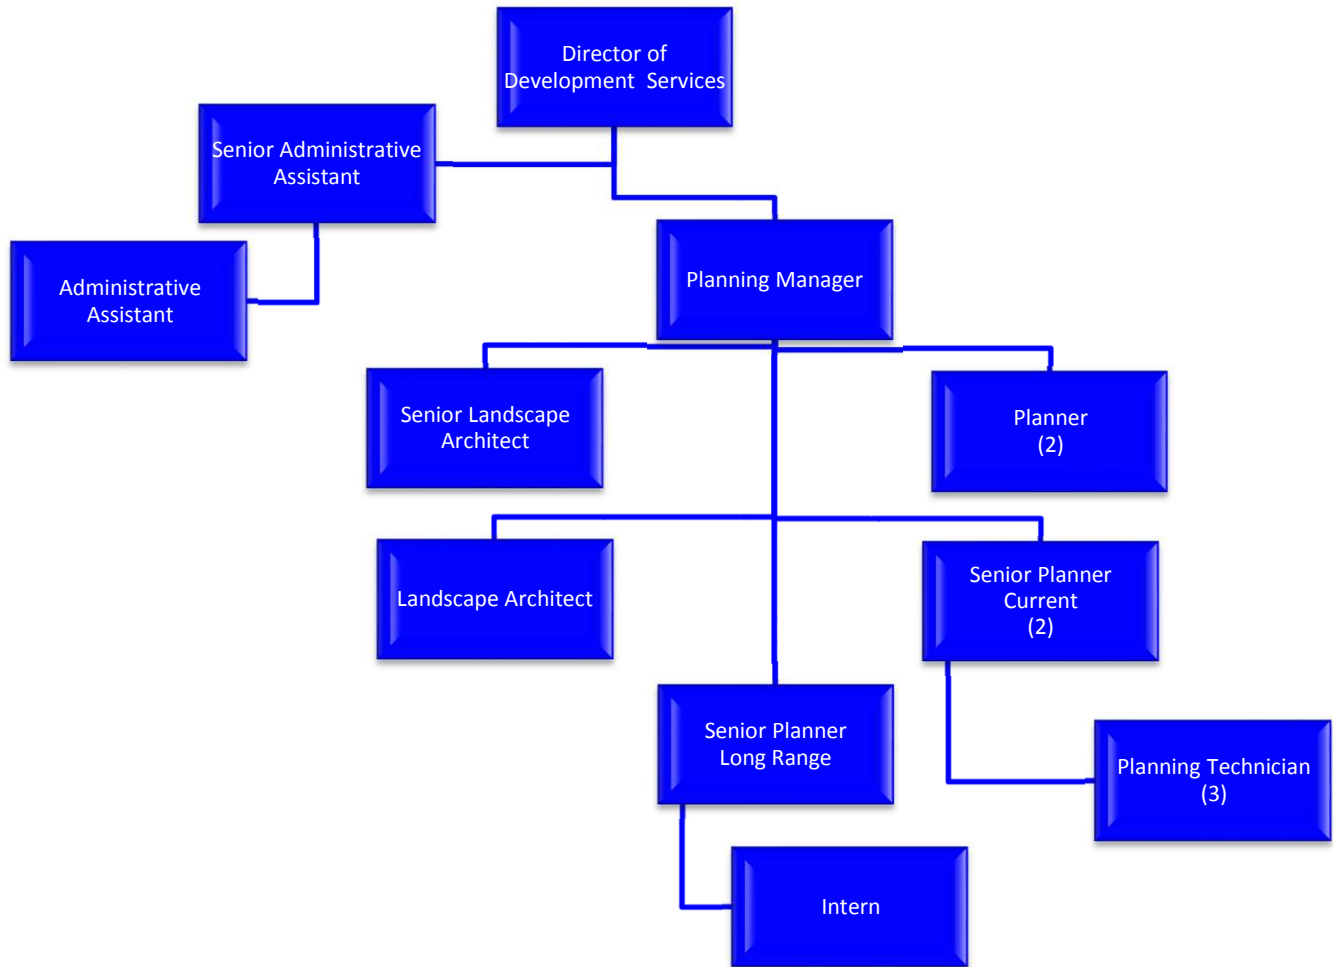 Director of
Development Services
Senior Administrative
Assistant
Administrative
Assistant
Planning Manager
Senior Landscape
Architect
Planner
(2)
Landscape Architect
Senior Planner
Current
(2)
Senior Planner
Long Range
Planning Technician
(3)
Intern